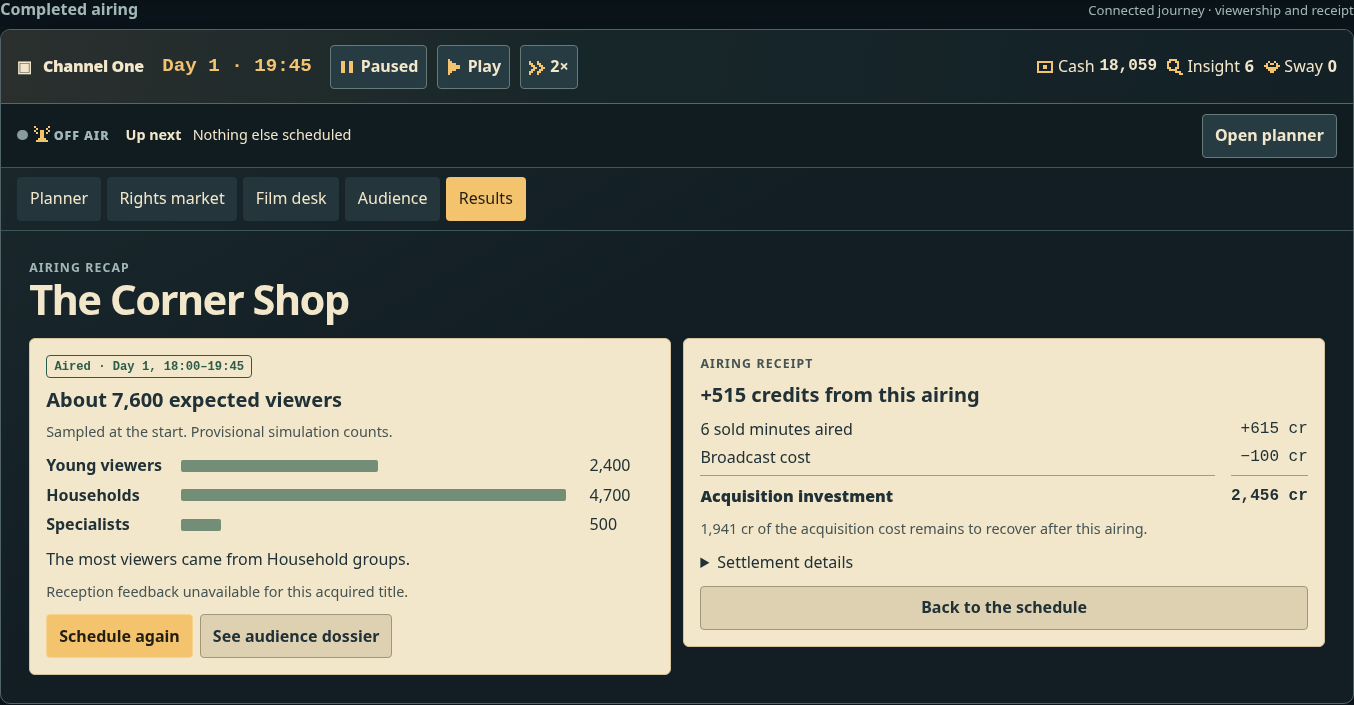 Completed airing
Connected journey · viewership and receipt
Channel One Day 1 · 19:45 Paused Play 2× Cash 18,059 Insight 6 Sway 0
OFF AIR Up next Nothing else scheduled Open planner
Planner Rights market Film desk Audience Results
AIRING RECAP
The Corner Shop
Aired · Day 1, 18:00–19:45
About 7,600 expected viewers
Sampled at the start. Provisional simulation counts.
Young viewers 2,400
Households 4,700
Specialists 500
The most viewers came from Household groups.
Reception feedback unavailable for this acquired title.
Schedule again See audience dossier
AIRING RECEIPT
+515 credits from this airing
6 sold minutes aired +615 cr
Broadcast cost −100 cr
Acquisition investment 2,456 cr
1,941 cr of the acquisition cost remains to recover after this airing.
Settlement details
Back to the schedule